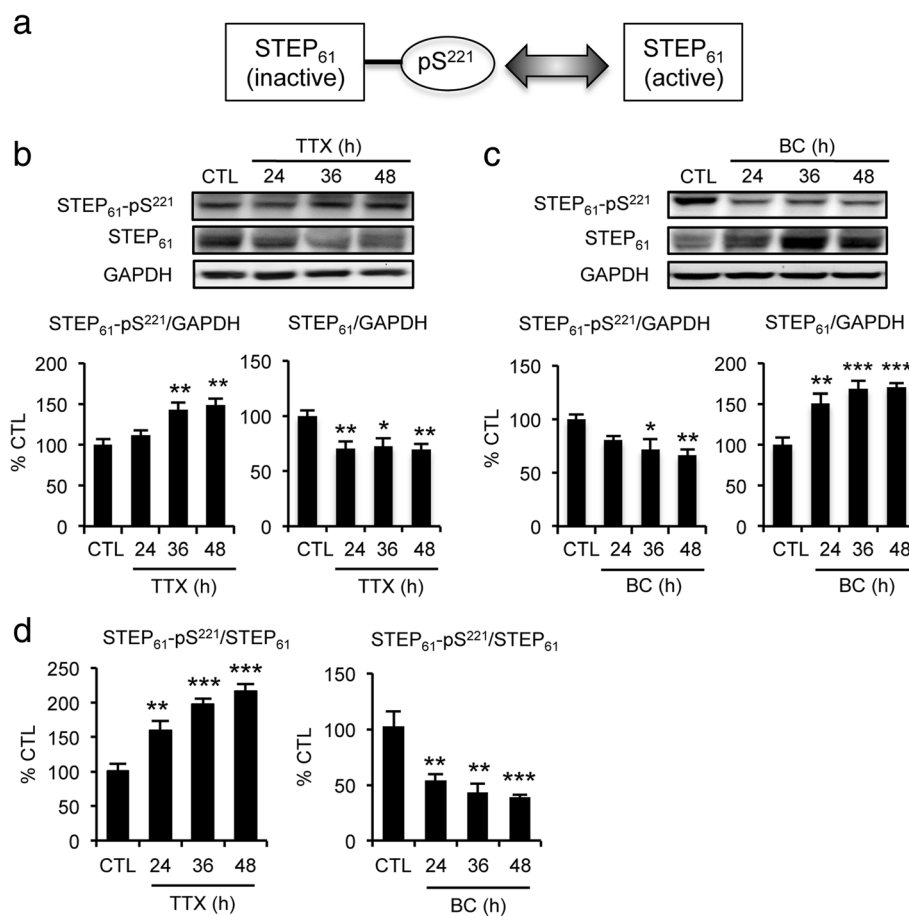 a
STEP61 (inactive)
pS221
STEP61 (active)
b
TTX (h)
CTL 24 36 48
STEP61-pS221
STEP61
GAPDH
STEP61-pS221/GAPDH
% CTL
200
150
100
50
0
** **
CTL 24 36 48
TTX (h)
STEP61/GAPDH
150
100
50
0
** * **
CTL 24 36 48
TTX (h)
c
BC (h)
CTL 24 36 48
STEP61-pS221
STEP61
GAPDH
STEP61-pS221/GAPDH
% CTL
150
100
50
0
* **
CTL 24 36 48
BC (h)
STEP61/GAPDH
200
150
100
50
0
** *** ***
CTL 24 36 48
BC (h)
d
STEP61-pS221/STEP61
% CTL
250
200
150
100
50
0
** *** ***
CTL 24 36 48
TTX (h)
STEP61-pS221/STEP61
% CTL
150
100
50
0
** ** ***
CTL 24 36 48
BC (h)